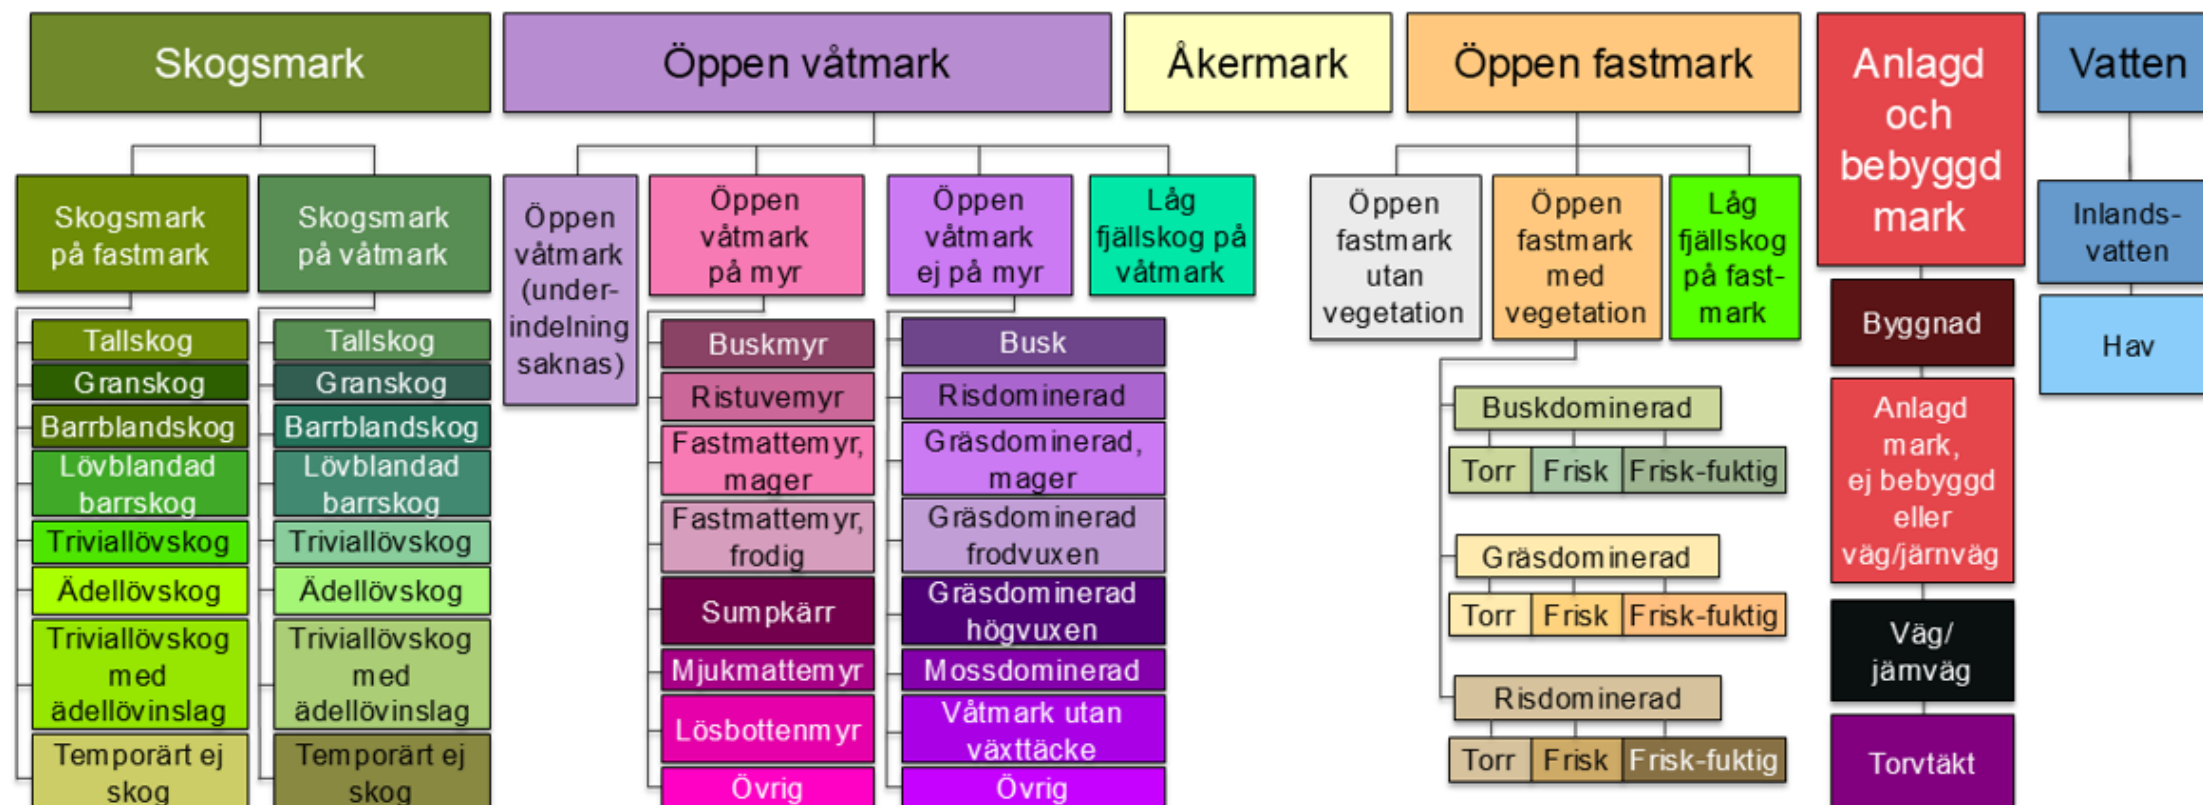 Skogsmark
Öppen våtmark
Åkermark
Öppen fastmark
Anlagd
och
bebyggd
mark
Vatten
Skogsmark
på fastmark
Skogsmark
på våtmark
Öppen
våtmark
(under-
indelning
saknas)
Öppen
våtmark
på myr
Öppen
våtmark
ej på myr
Låg
fjällskog på
våtmark
Öppen
fastmark
utan
vegetation
Öppen
fastmark
med
vegetation
Låg
fjällskog
på fast-
mark
Inlands-
vatten
Hav
Tallskog
Granskog
Barrblandskog
Lövblandad
barrskog
Triviallövskog
Ädellövskog
Triviallövskog
med
ädellövinslag
Temporärt ej
skog
Tallskog
Granskog
Barrblandskog
Lövblandad
barrskog
Triviallövskog
Ädellövskog
Triviallövskog
med
ädellövinslag
Temporärt ej
skog
Buskmyr
Ristuvemyr
Fastmattemyr,
mager
Fastmattemyr,
frodig
Sumpkärr
Mjukmattemyr
Lösbottenmyr
Övrig
Busk
Risdominerad
Gräsdominerad,
mager
Gräsdominerad
frodvuxen
Gräsdominerad
högvuxen
Mossdominerad
Våtmark utan
växttäcke
Övrig
Buskdominerad
Torr Frisk Frisk-fuktig
Gräsdominerad
Torr Frisk Frisk-fuktig
Risdominerad
Torr Frisk Frisk-fuktig
Byggnad
Anlagd
mark,
ej bebyggd
eller
väg/järnväg
Väg/
järnväg
Torvtäkt